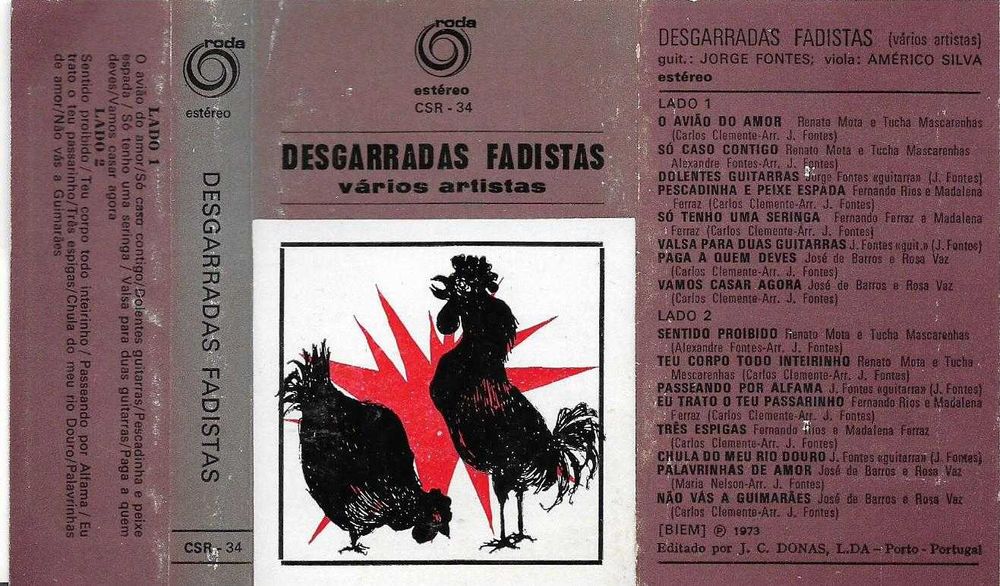 LADO 1
O avião do amor/Só caso contigo/Dolentes guitarras/Pescadinha e peixe
espada / Só tenho uma seringa / Valsa para duas guitarras/Paga a quem
deves/Vamos casar agora
LADO 2
Sentido proibido / Teu corpo todo inteirinho / Passeando por Alfama / Eu
trato o teu passarinho/Três espigas/Chula do meu rio Douro/Palavrinhas
de amor/Não vás a Guimarães
roda
estéreo
DESGARRADAS FADISTAS
CSR - 34
roda
estéreo
CSR - 34
DESGARRADAS FADISTAS
vários artistas
DESGARRADAS FADISTAS (vários artistas)
guit.: JORGE FONTES; viola: AMÉRICO SILVA
estéreo
LADO 1
O AVIÃO DO AMOR Renato Mota e Tucha Mascarenhas
(Carlos Clemente-Arr. J. Fontes)
SÓ CASO CONTIGO Renato Mota e Tucha Mascarenhas
Alexandre Fontes-Arr. J. Fontes)
DOLENTES GUITARRAS Jorge Fontes «guitarra» (J. Fontes)
PESCADINHA E PEIXE ESPADA Fernando Rios e Madalena
Ferraz (Carlos Clemente-Arr. J. Fontes)
SÓ TENHO UMA SERINGA Fernando Ferraz e Madalena
Ferraz (Carlos Clemente-Arr. J. Fontes)
VALSA PARA DUAS GUITARRAS J. Fontes «guit.» (J. Fontes)
PAGA A QUEM DEVES José de Barros e Rosa Vaz
(Carlos Clemente-Arr. J. Fontes)
VAMOS CASAR AGORA José de Barros e Rosa Vaz
(Carlos Clemente-Arr. J. Fontes)
LADO 2
SENTIDO PROIBIDO Renato Mota e Tucha Mascarenhas
(Alexandre Fontes-Arr. J. Fontes)
TEU CORPO TODO INTEIRINHO Renato Mota e Tucha
Mescarenhas (Carlos Clemente-Arr. J. Fontes)
PASSEANDO POR ALFAMA J. Fontes «guitarra» (J. Fontes)
EU TRATO O TEU PASSARINHO Fernando Rios e Madalena
Ferraz (Carlos Clemente-Arr. J. Fontes)
TRÊS ESPIGAS Fernando Rios e Madalena Ferraz
(Carlos Clemente-Arr. J. Fontes)
CHULA DO MEU RIO DOURO J. Fontes «guitarra» (J. Fontes)
PALAVRINHAS DE AMOR José de Barros e Rosa Vaz
(Maria Nelson-Arr. J. Fontes)
NÃO VÁS A GUIMARÃES José de Barros e Rosa Vaz
(Carlos Clemente-Arr. J. Fontes)
[BIEM] ℗ 1973
Editado por J. C. DONAS, L.DA - Porto - Portugal